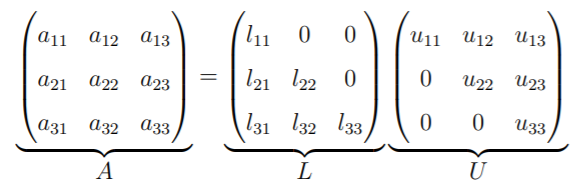 a₁₁ a₁₂ a₁₃ = l₁₁ 0 0 u₁₁ u₁₂ u₁₃
a₂₁ a₂₂ a₂₃ l₂₁ l₂₂ 0 0 u₂₂ u₂₃
a₃₁ a₃₂ a₃₃ l₃₁ l₃₂ l₃₃ 0 0 u₃₃
A L U